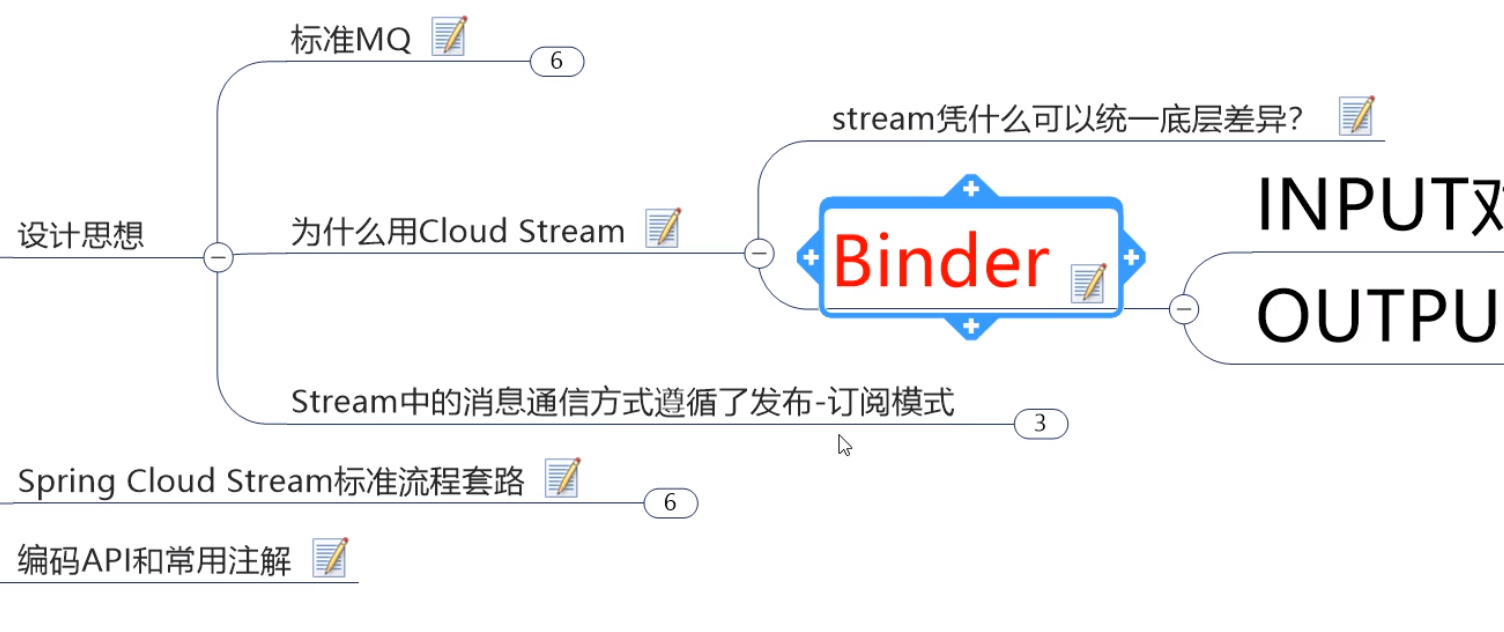 标准MQ
6
stream凭什么可以统一底层差异?
INPUT对
设计思想
为什么用Cloud Stream
Binder
OUTPU
Stream中的消息通信方式遵循了发布-订阅模式
3
Spring Cloud Stream标准流程套路
6
编码API和常用注解